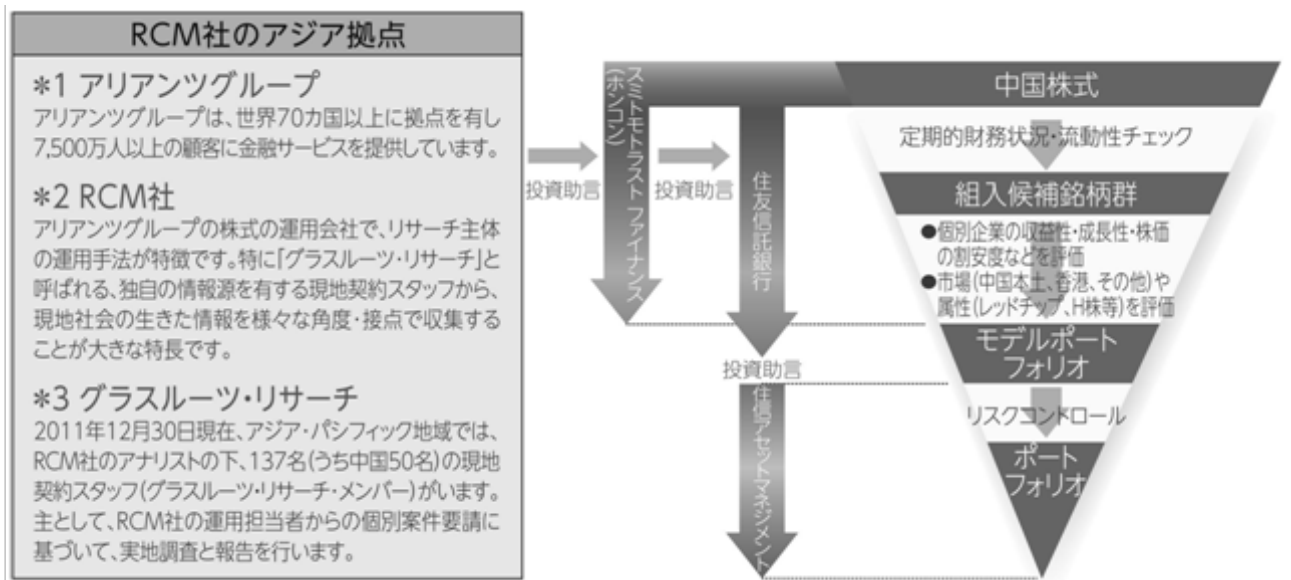 RCM社のアジア拠点
*1 アリアンツグループ
アリアンツグループは、世界70カ国以上に拠点を有し
7,500万人以上の顧客に金融サービスを提供しています。
*2 RCM社
アリアンツグループの株式の運用会社で、リサーチ主体
の運用手法が特徴です。特に「グラスルーツ・リサーチ」と
呼ばれる、独自の情報源を有する現地契約スタッフから、
現地社会の生きた情報を様々な角度・接点で収集する
ことが大きな特長です。
*3 グラスルーツ・リサーチ
2011年12月30日現在、アジア・パシフィック地域では、
RCM社のアナリストの下、137名(うち中国50名)の現地
契約スタッフ(グラスルーツ・リサーチ・メンバー)がいます。
主として、RCM社の運用担当者からの個別案件要請に
基づいて、実地調査と報告を行います。
投資助言
スミトモトラスト ファイナンス
(ホンコン)
投資助言
住友信託銀行
投資助言
住信アセットマネジメント
中国株式
定期的財務状況・流動性チェック
組入候補銘柄群
●個別企業の収益性・成長性・株価
の割安度などを評価
●市場(中国本土、香港、その他)や
属性(レッドチップ、H株等)を評価
モデルポート
フォリオ
リスクコントロール
ポート
フォリオ